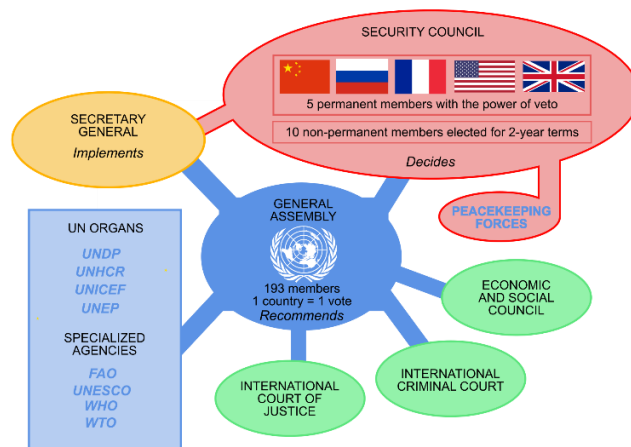 SECURITY COUNCIL
5 permanent members with the power of veto
10 non-permanent members elected for 2-year terms
Decides
SECRETARY
GENERAL
Implements
PEACEKEEPING
FORCES
GENERAL
ASSEMBLY
193 members
1 country = 1 vote
Recommends
UN ORGANS
UNDP
UNHCR
UNICEF
UNEP
SPECIALIZED
AGENCIES
FAO
UNESCO
WHO
WTO
ECONOMIC
AND SOCIAL
COUNCIL
INTERNATIONAL
CRIMINAL COURT
INTERNATIONAL
COURT OF
JUSTICE